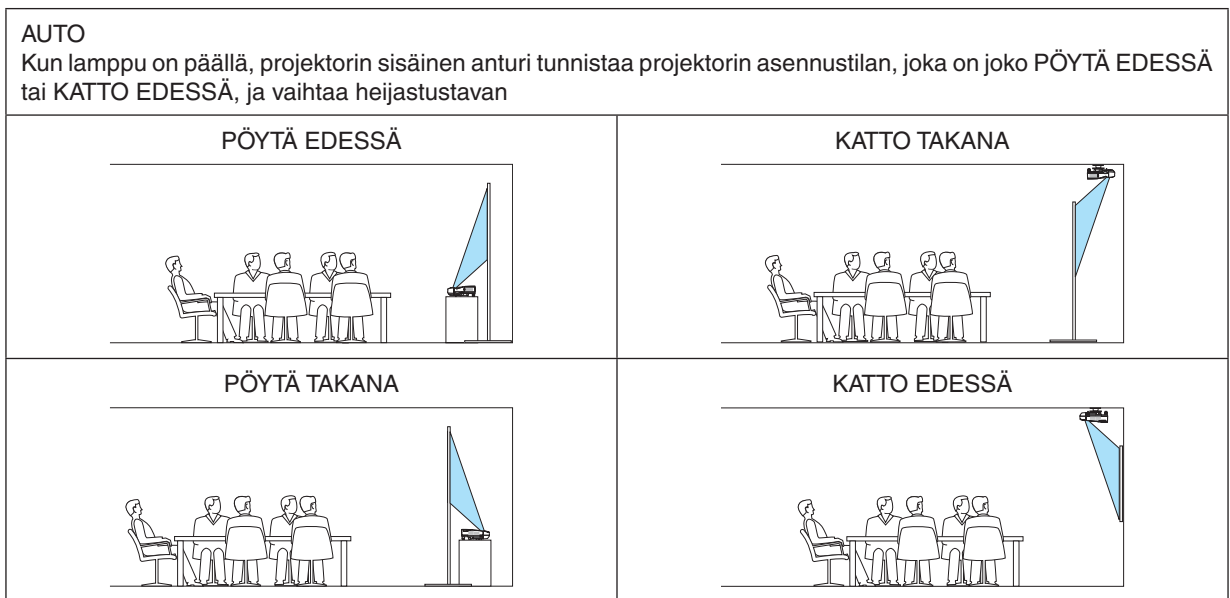 AUTO
Kun lamppu on päällä, projektorin sisäinen anturi tunnistaa projektorin asennustilan, joka on joko PÖYTÄ EDESSÄ
tai KATTO EDESSÄ, ja vaihtaa heijastustavan
PÖYTÄ EDESSÄ
KATTO TAKANA
PÖYTÄ TAKANA
KATTO EDESSÄ